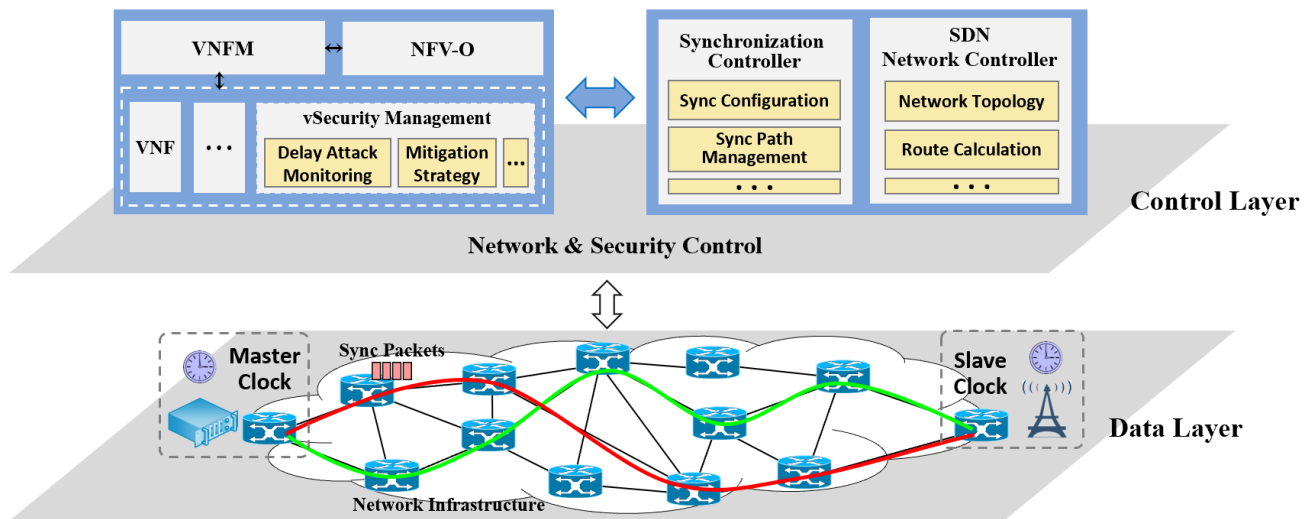 VNFM
NFV-O
VNF
• • •
vSecurity Management
Delay Attack
Monitoring
Mitigation
Strategy
...
Synchronization
Controller
Sync Configuration
Sync Path
Management
• • •
SDN
Network Controller
Network Topology
Route Calculation
• • •
Control Layer
Network & Security Control
Master
Clock
Sync Packets
Slave
Clock
Data Layer
Network Infrastructure